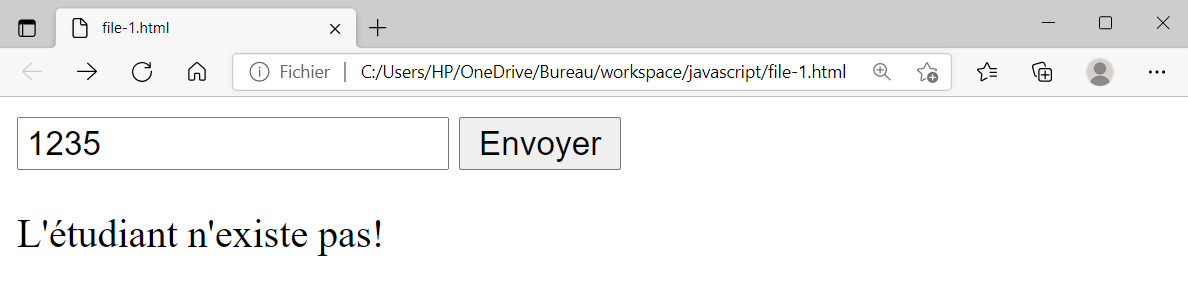 file-1.html
Fichier | C:/Users/HP/OneDrive/Bureau/workspace/javascript/file-1.html
1235 Envoyer
L'étudiant n'existe pas!